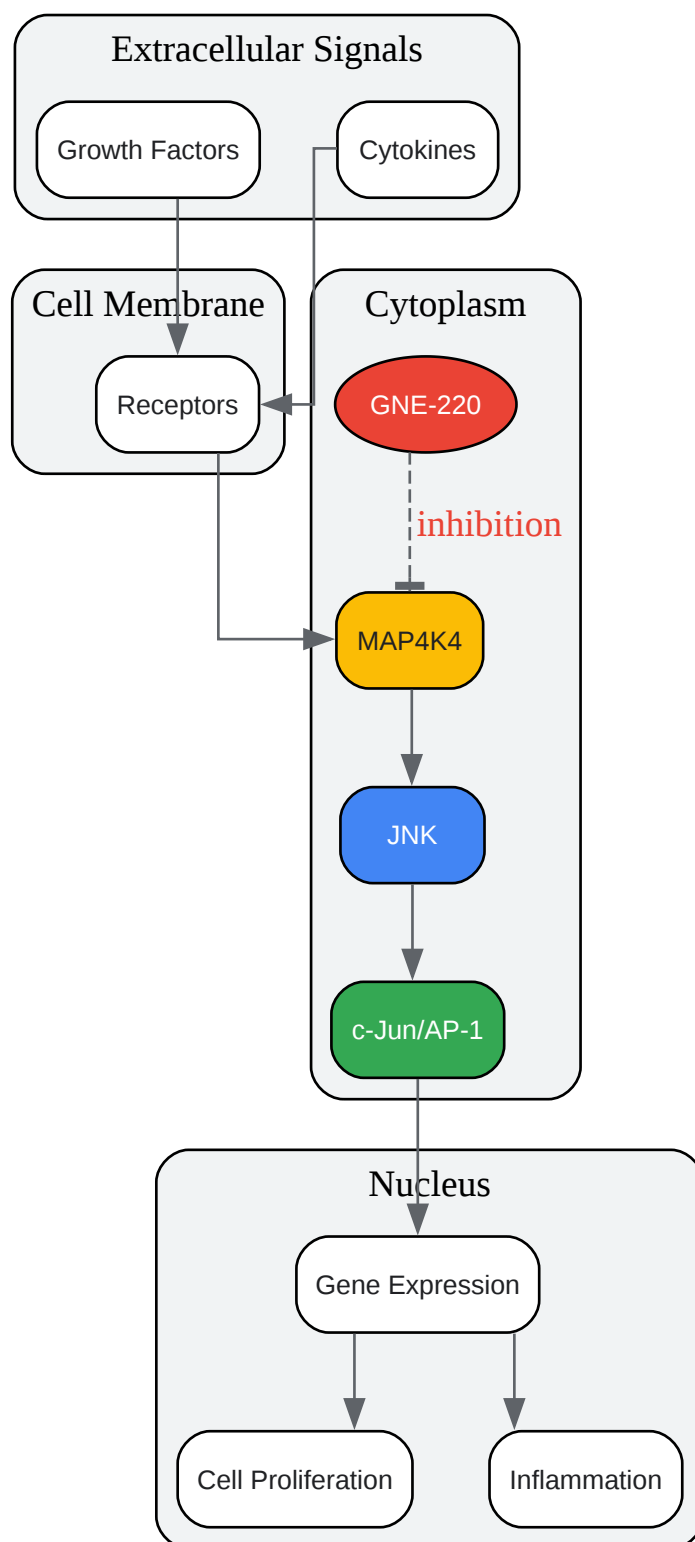 Extracellular Signals
Growth Factors
Cytokines
Cell Membrane
Cytoplasm
Receptors
GNE-220
inhibition
MAP4K4
JNK
c-Jun/AP-1
Nucleus
Gene Expression
Cell Proliferation
Inflammation